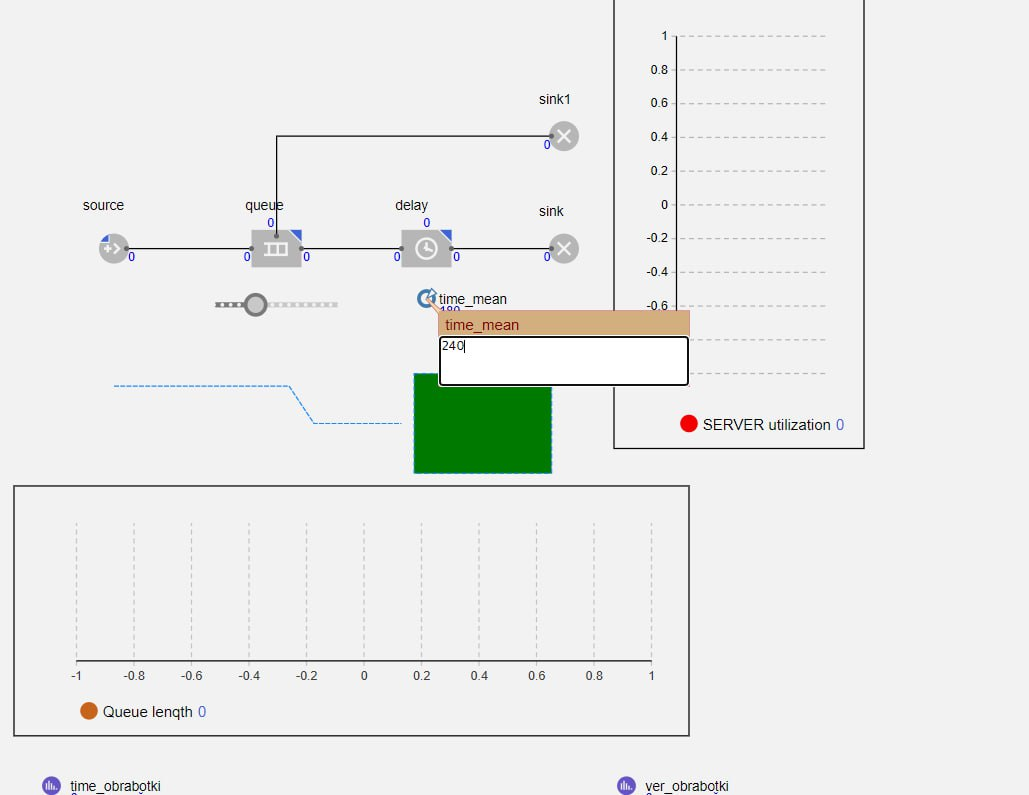 sink1
0
source
queue
delay
sink
0
0
0
0
0
0
0
0
time_mean
180
time_mean
240
1
0.8
0.6
0.4
0.2
0
-0.2
-0.4
-0.6
SERVER utilization 0
-1 -0.8 -0.6 -0.4 -0.2 0 0.2 0.4 0.6 0.8 1
Queue length 0
time_obrabotki
ver_obrabotki